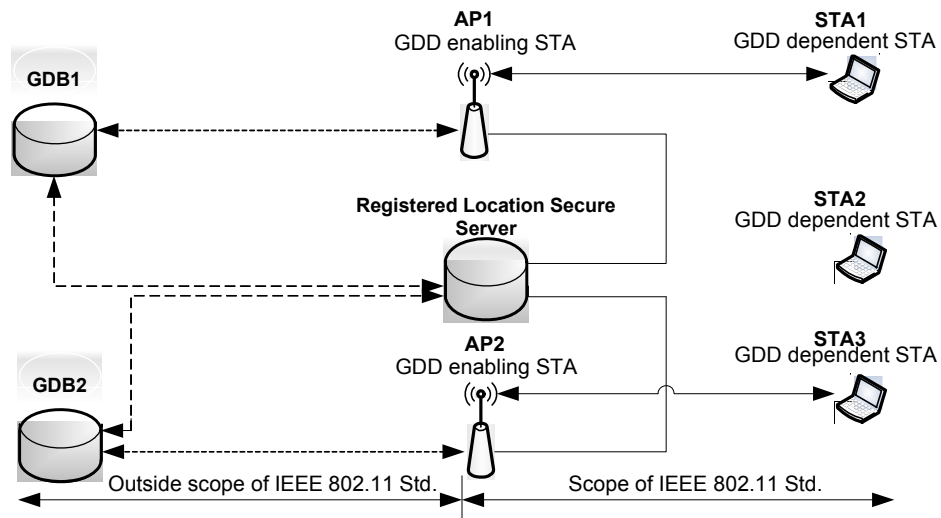 AP1
GDD enabling STA
STA1
GDD dependent STA
GDB1
Registered Location Secure
Server
STA2
GDD dependent STA
AP2
GDD enabling STA
STA3
GDD dependent STA
GDB2
Outside scope of IEEE 802.11 Std.
Scope of IEEE 802.11 Std.